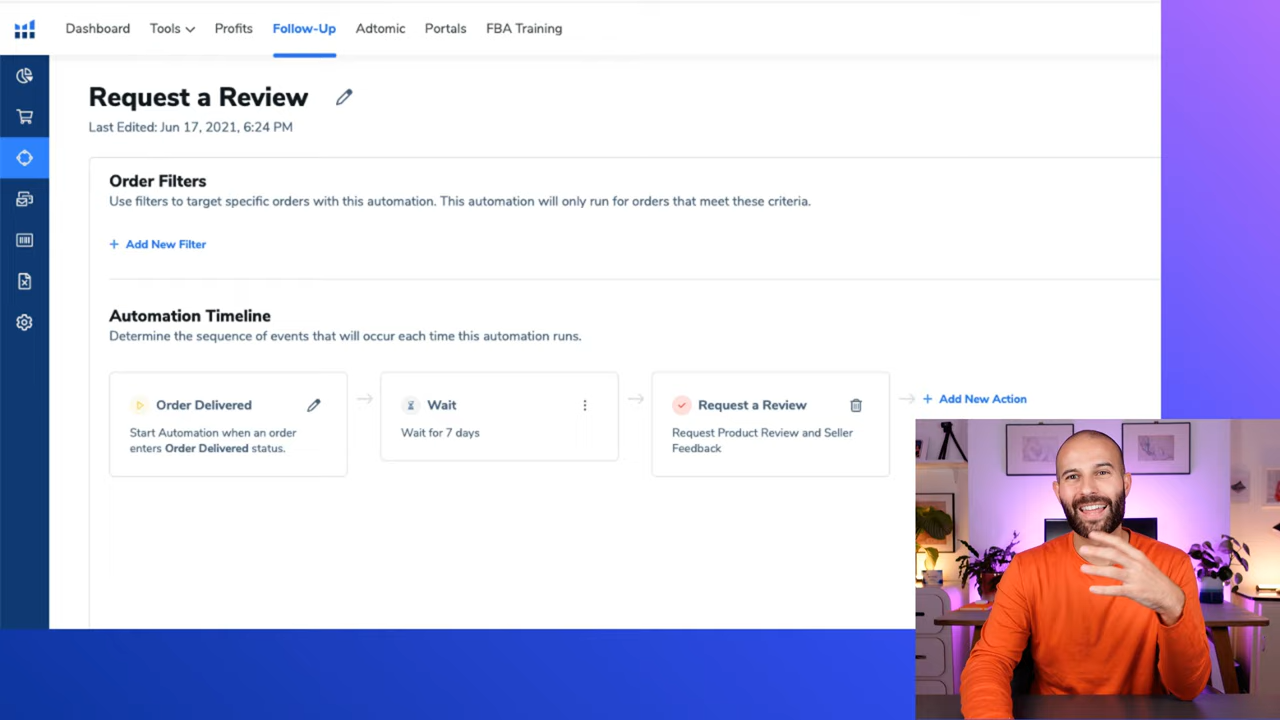 Dashboard Tools Profits Follow-Up Adtomic Portals FBA Training
Request a Review
Last Edited: Jun 17, 2021, 6:24 PM
Order Filters
Use filters to target specific orders with this automation. This automation will only run for orders that meet these criteria.
+ Add New Filter
Automation Timeline
Determine the sequence of events that will occur each time this automation runs.
Order Delivered
Start Automation when an order
enters Order Delivered status.
Wait
Wait for 7 days
Request a Review
Request Product Review and Seller
Feedback
+ Add New Action